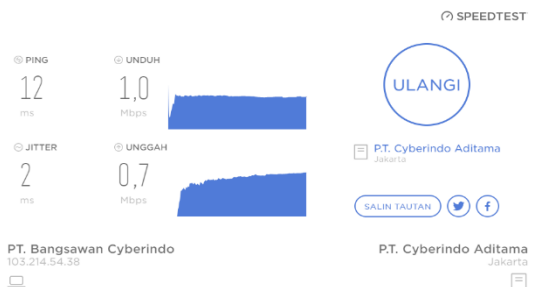 SPEEDTEST
PING
12
ms
UNDUH
1,0
Mbps
JITTER
2
ms
UNGGAH
0,7
Mbps
ULANGI
P.T. Cyberindo Aditama
Jakarta
SALIN TAUTAN
PT. Bangsawan Cyberindo
103.214.54.38
P.T. Cyberindo Aditama
Jakarta